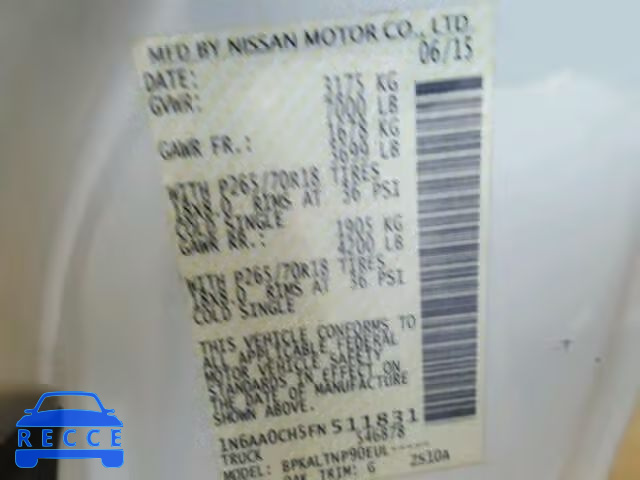 MFD BY NISSAN MOTOR CO., LTD.
DATE: 06/15
GVWR: 3175 KG
7000 LB
GAWR FR.: 1678 KG
3699 LB
WITH P265/70R18 TIRES
18X8.0 RIMS AT 36 PSI
COLD SINGLE
GAWR RR.: 1905 KG
4200 LB
WITH P265/70R18 TIRES
18X8.0 RIMS AT 36 PSI
COLD SINGLE
THIS VEHICLE CONFORMS TO
ALL APPLICABLE FEDERAL
MOTOR VEHICLE SAFETY
STANDARDS IN EFFECT ON
THE DATE OF MANUFACTURE
SHOWN ABOVE.
1N6AA0CH5FN511831
TRUCK 546878
MODEL: BPKALTNP90EUL-----
TRIM: G 2S10A
RECCE